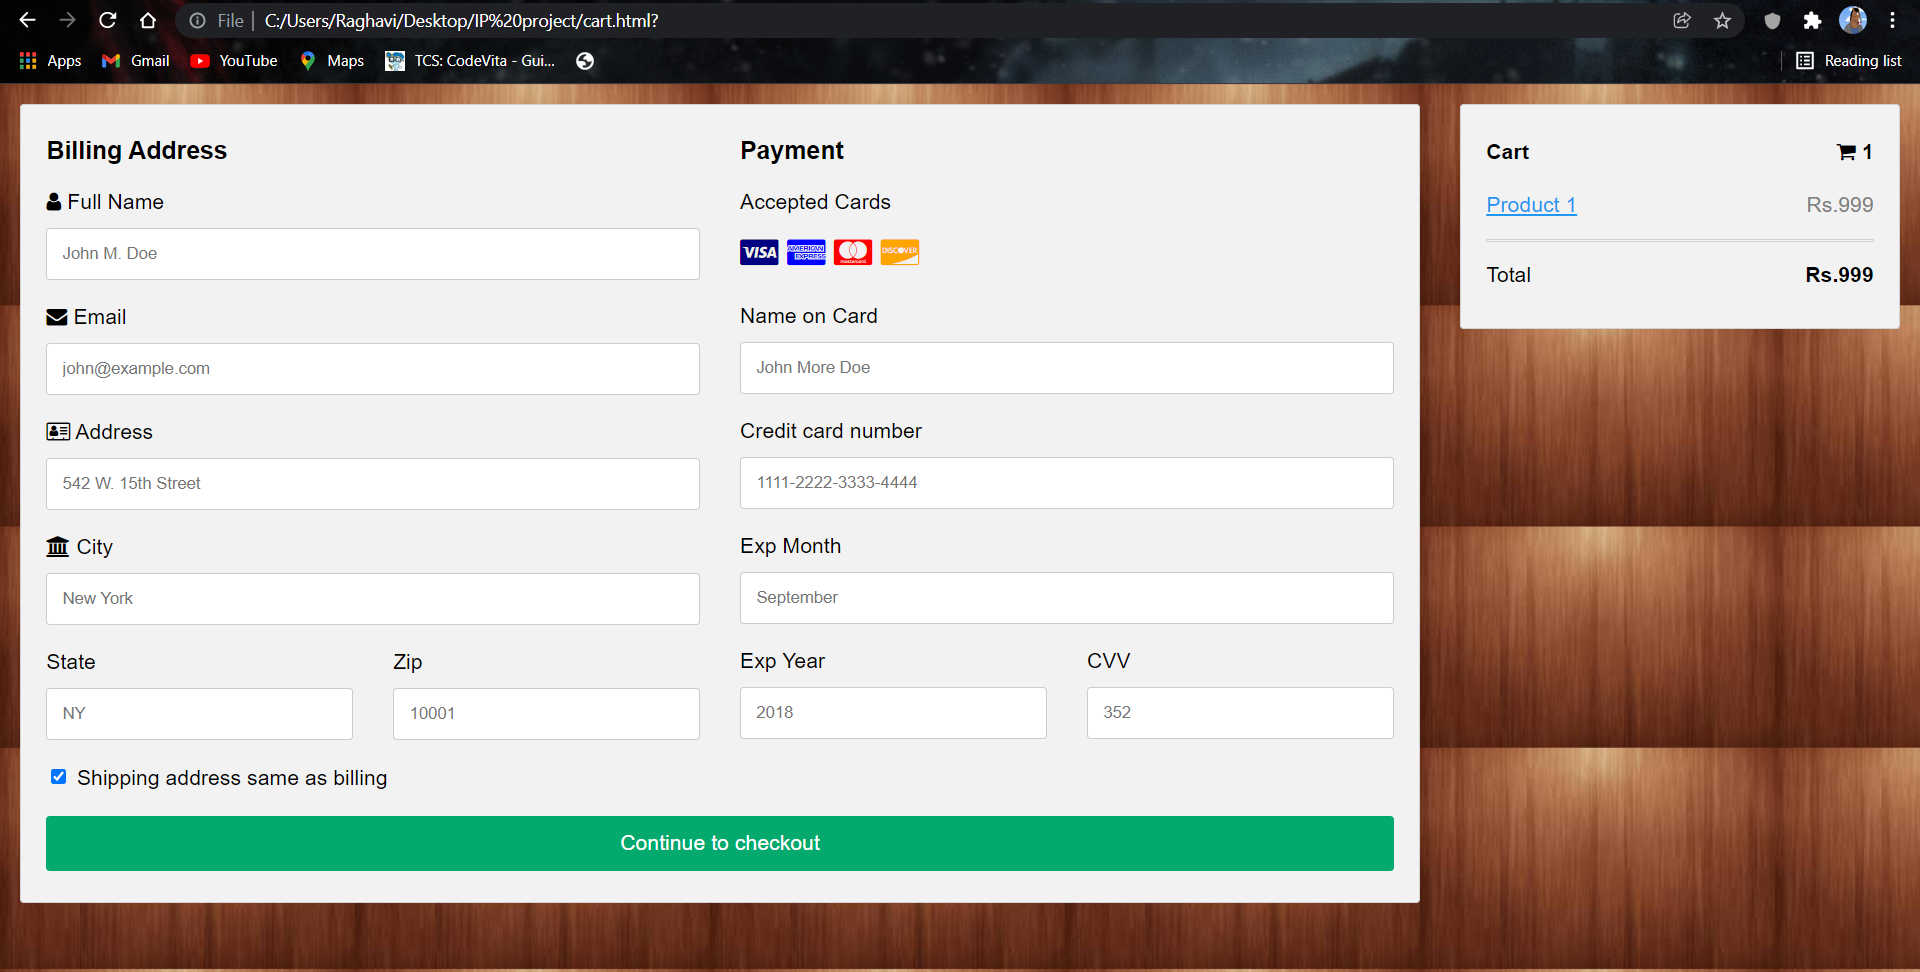 File | C:/Users/Raghavi/Desktop/IP%20project/cart.html?
Apps Gmail YouTube Maps TCS: CodeVita - Gui... Reading list
Billing Address
Full Name
John M. Doe
Email
john@example.com
Address
542 W. 15th Street
City
New York
State Zip
NY 10001
Shipping address same as billing
Payment
Accepted Cards
VISA AMERICAN EXPRESS mastercard DISCOVER
Name on Card
John More Doe
Credit card number
1111-2222-3333-4444
Exp Month
September
Exp Year CVV
2018 352
Continue to checkout
Cart 1
Product 1 Rs.999
Total Rs.999